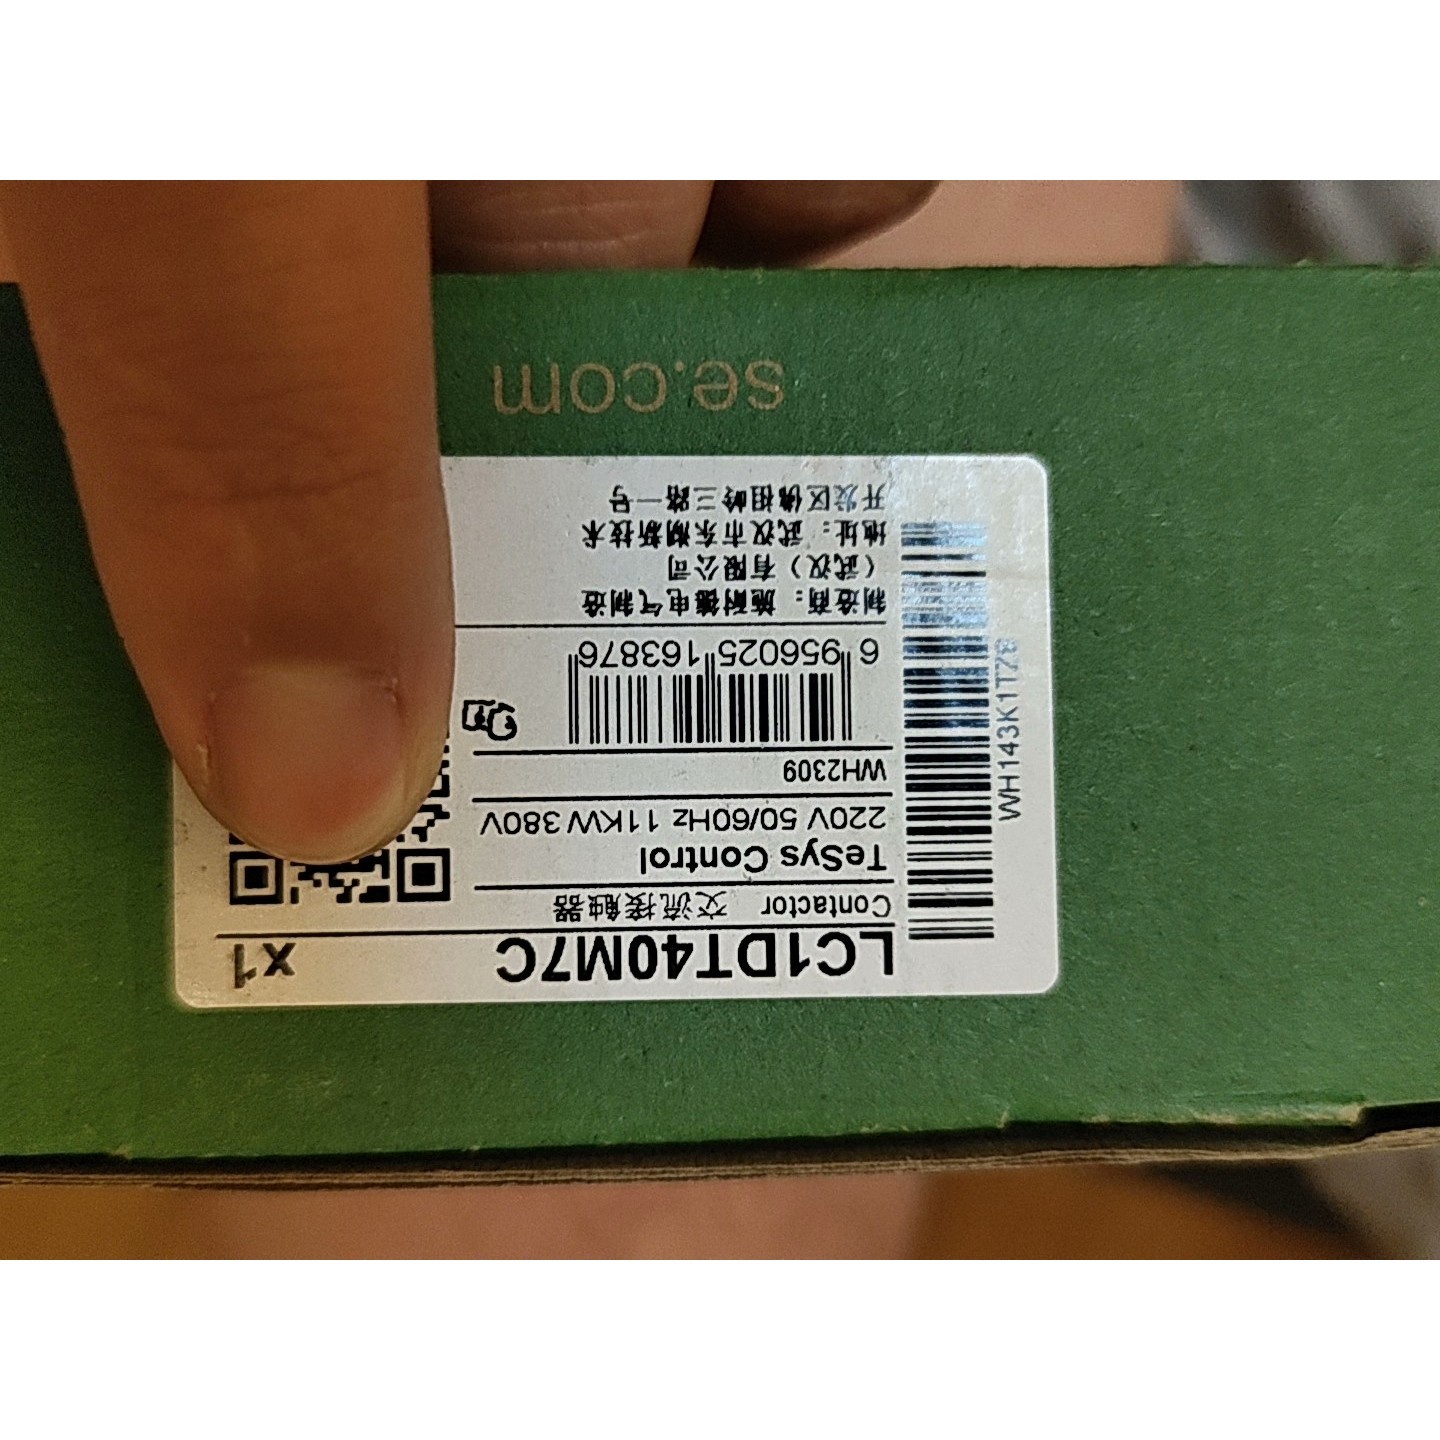 LC1DT40M7C
x1
Contactor 交流接触器
TeSys Control
220V 50/60Hz 11KW 380V
WH2309
6 956025 163876
制造商：施耐德电气制造
（武汉）有限公司
地址：武汉市东湖新技术
开发区佛祖岭三路一号
WH143K1TZ8
se.com